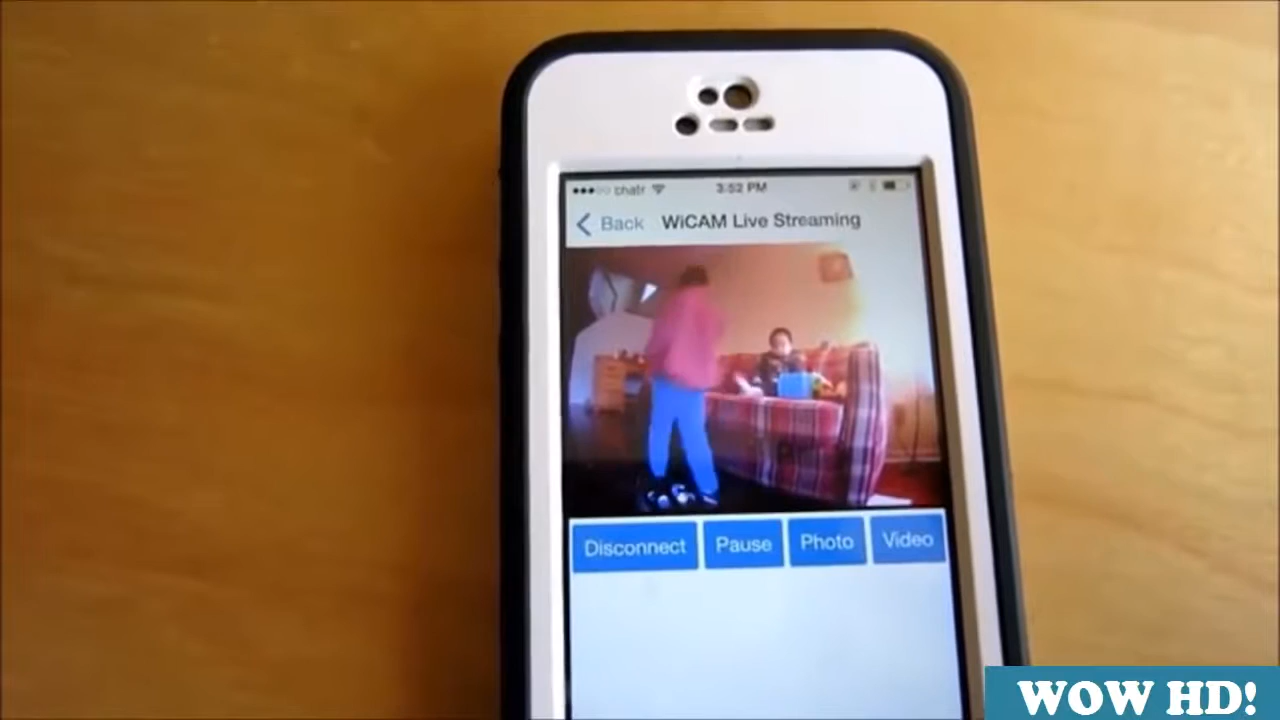 chatr 3:52 PM
Back WiCAM Live Streaming
Disconnect Pause Photo Video
WOW HD!